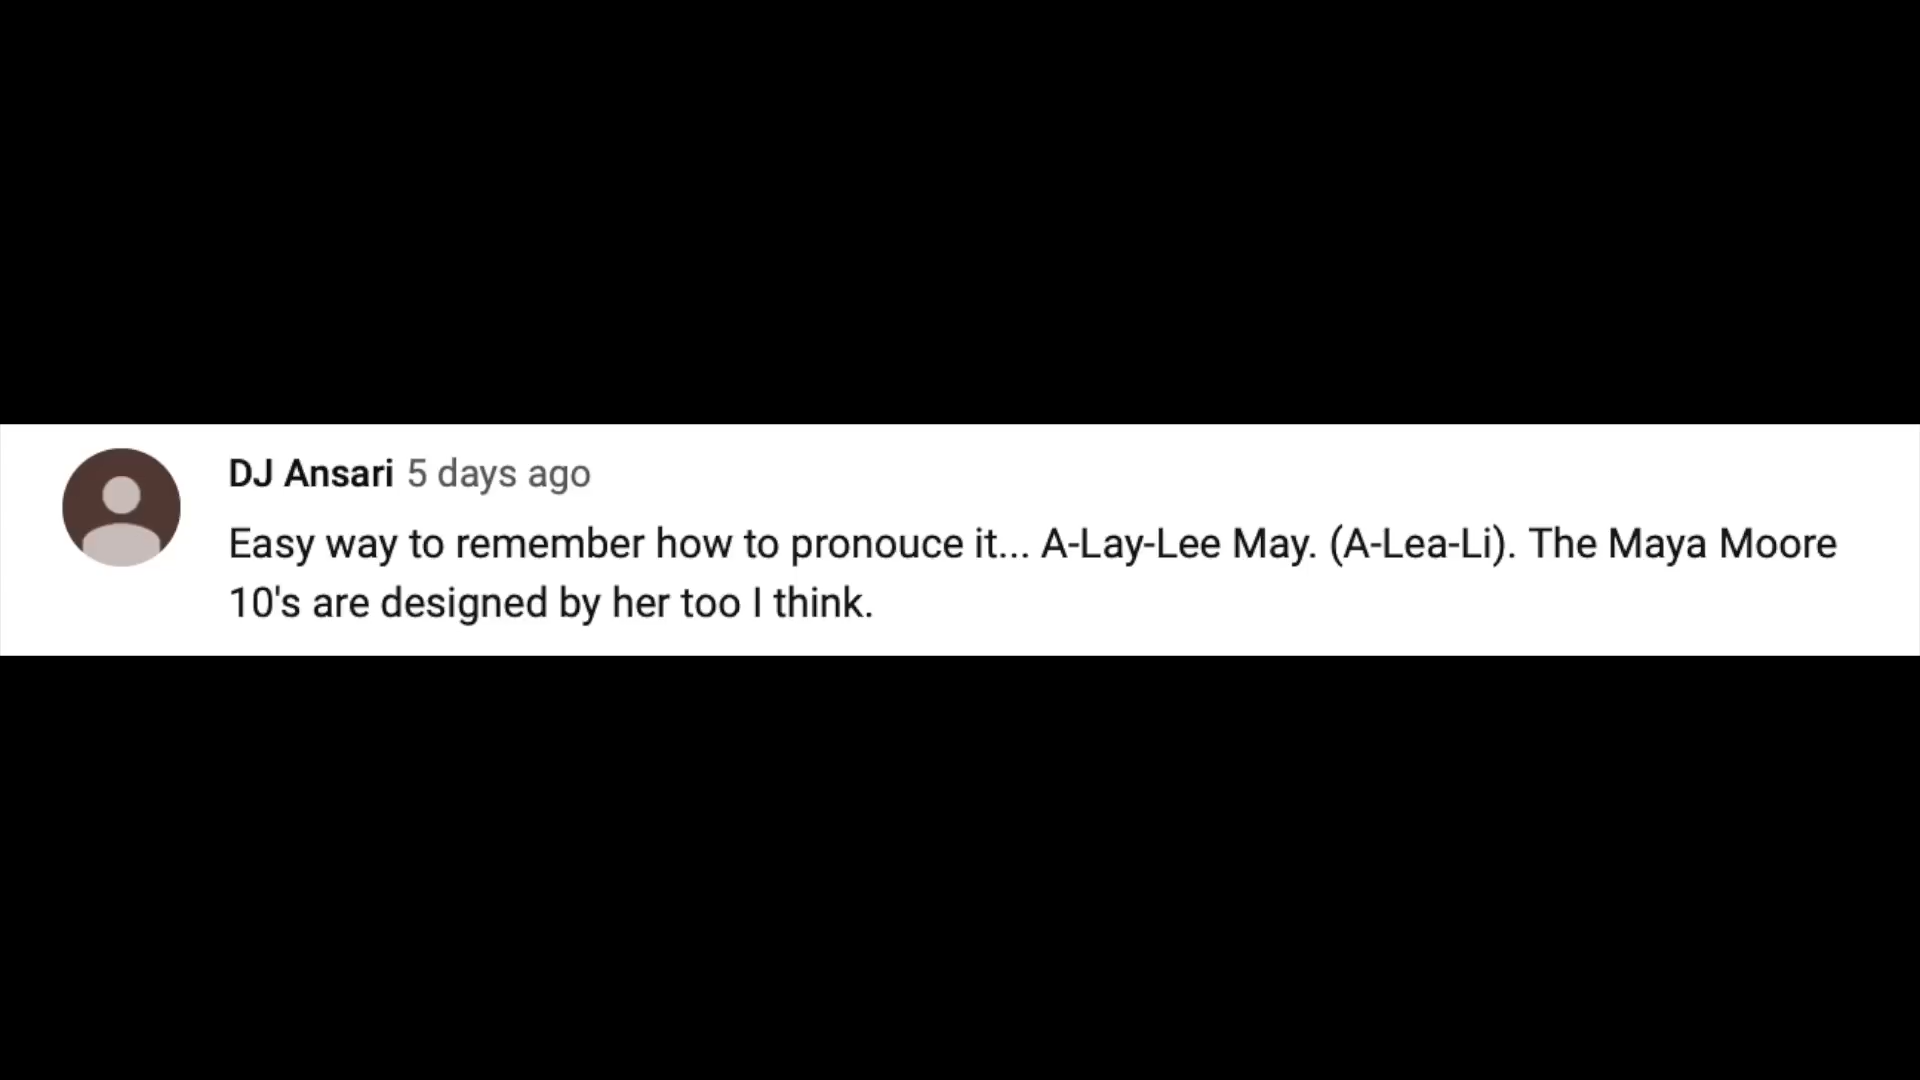 DJ Ansari 5 days ago
Easy way to remember how to pronouce it... A-Lay-Lee May. (A-Lea-Li). The Maya Moore
10's are designed by her too I think.